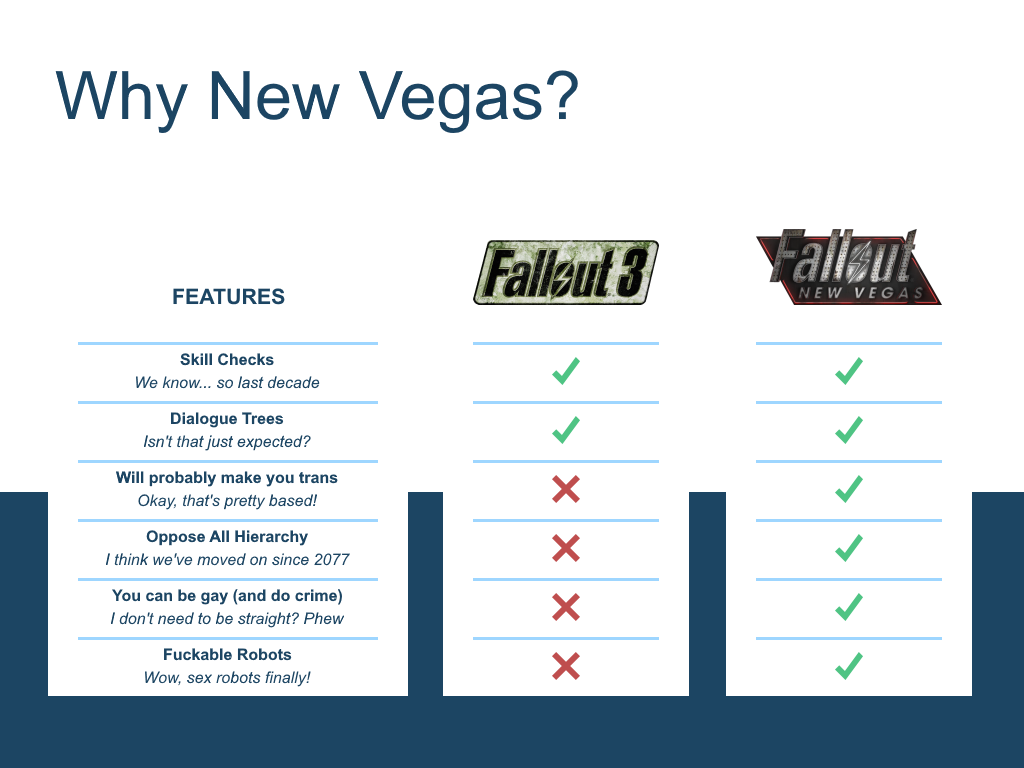 Why New Vegas?
FEATURES
Fallout 3
Fallout
NEW VEGAS
Skill Checks
We know... so last decade
Dialogue Trees
Isn't that just expected?
Will probably make you trans
Okay, that's pretty based!
Oppose All Hierarchy
I think we've moved on since 2077
You can be gay (and do crime)
I don't need to be straight? Phew
Fuckable Robots
Wow, sex robots finally!